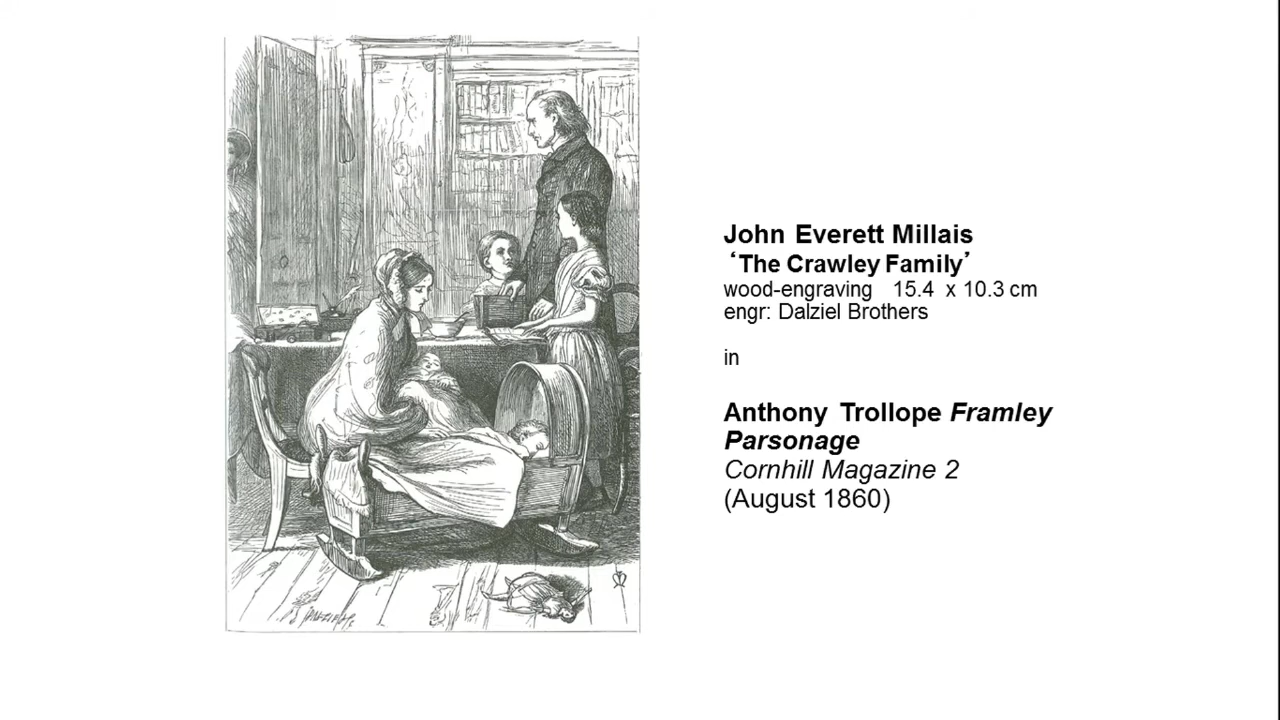 John Everett Millais
‘The Crawley Family’
wood-engraving 15.4 x 10.3 cm
engr: Dalziel Brothers
in
Anthony Trollope Framley
Parsonage
Cornhill Magazine 2
(August 1860)